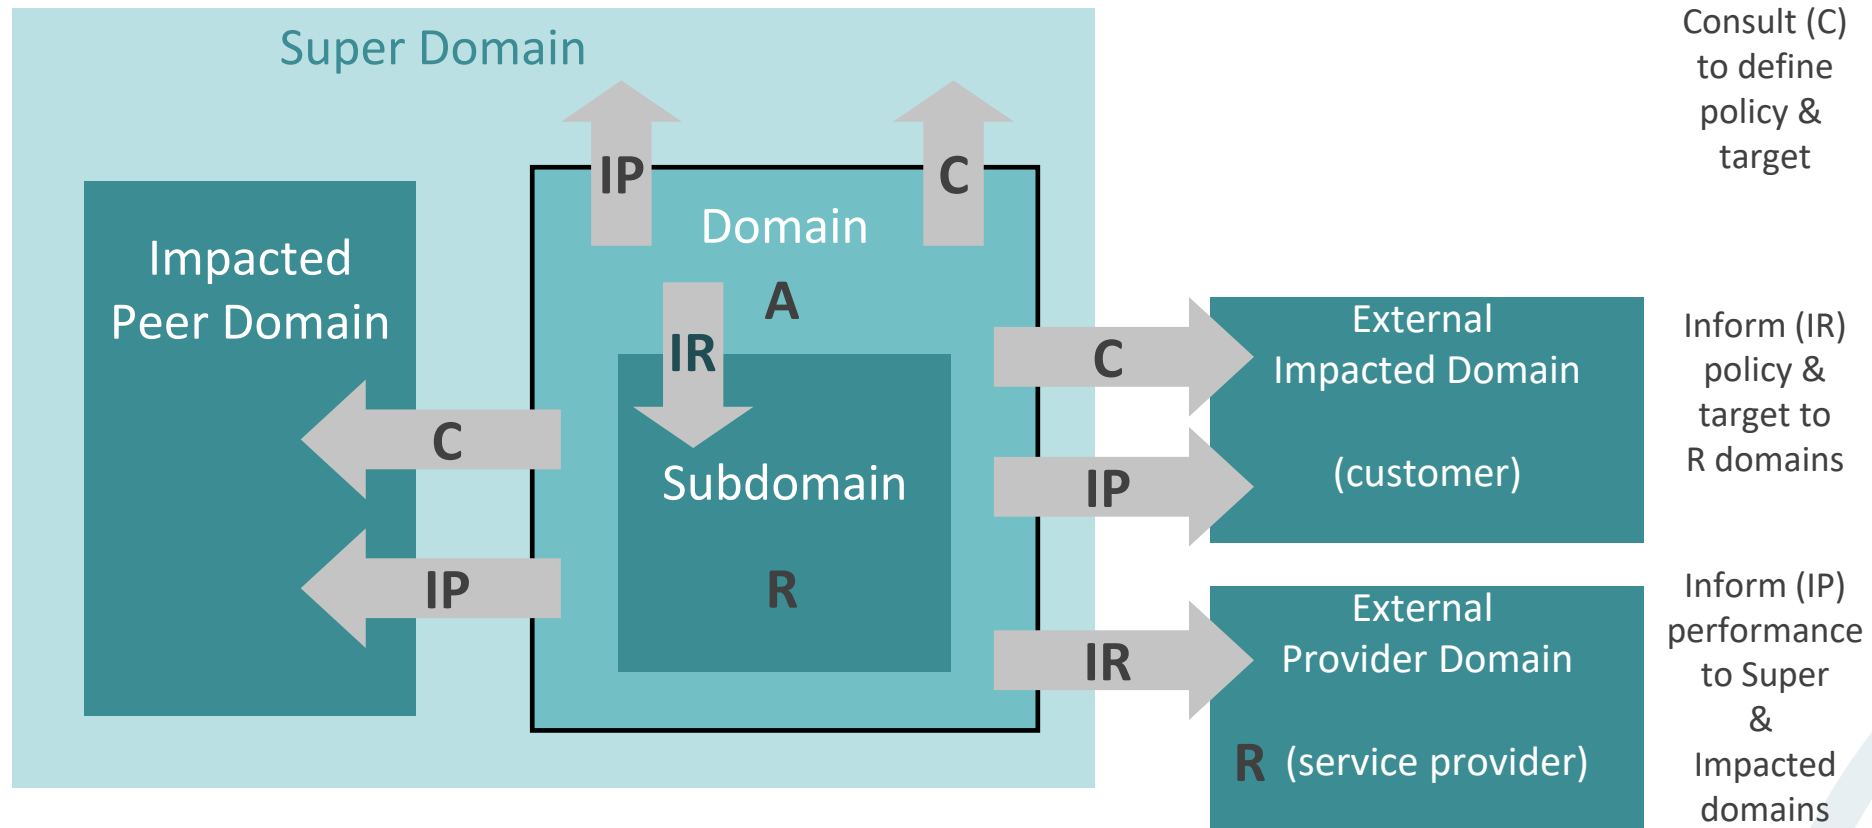 Super Domain
IP
C
Domain
A
IR
Impacted
Peer Domain
C
IP
Subdomain
R
C
IP
IR
External
Impacted Domain
(customer)
External
Provider Domain
R (service provider)
Consult (C)
to define
policy &
target
Inform (IR)
policy &
target to
R domains
Inform (IP)
performance
to Super
&
Impacted
domains